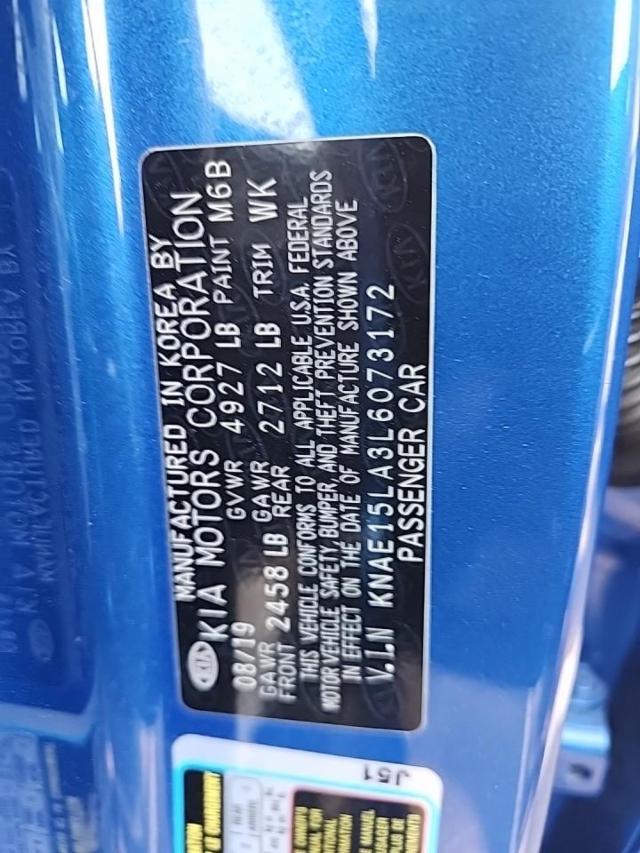 MANUFACTURED IN KOREA BY
KIA KIA MOTORS CORPORATION
08/19 GVWR 4927 LB PAINT M6B
GAWR FRONT 2458 LB GAWR REAR 2712 LB TRIM WK
THIS VEHICLE CONFORMS TO ALL APPLICABLE U.S.A. FEDERAL
MOTOR VEHICLE SAFETY, BUMPER, AND THEFT PREVENTION STANDARDS
IN EFFECT ON THE DATE OF MANUFACTURE SHOWN ABOVE
V.I.N KNAE15LA3L6073172
PASSENGER CAR
J51